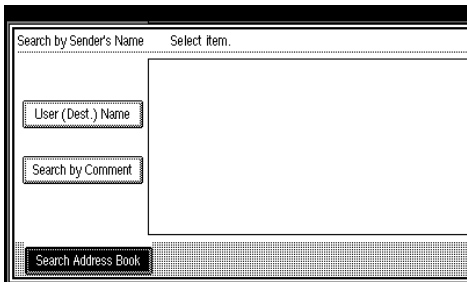 Search by Sender's Name Select item.
User (Dest.) Name
Search by Comment
Search Address Book